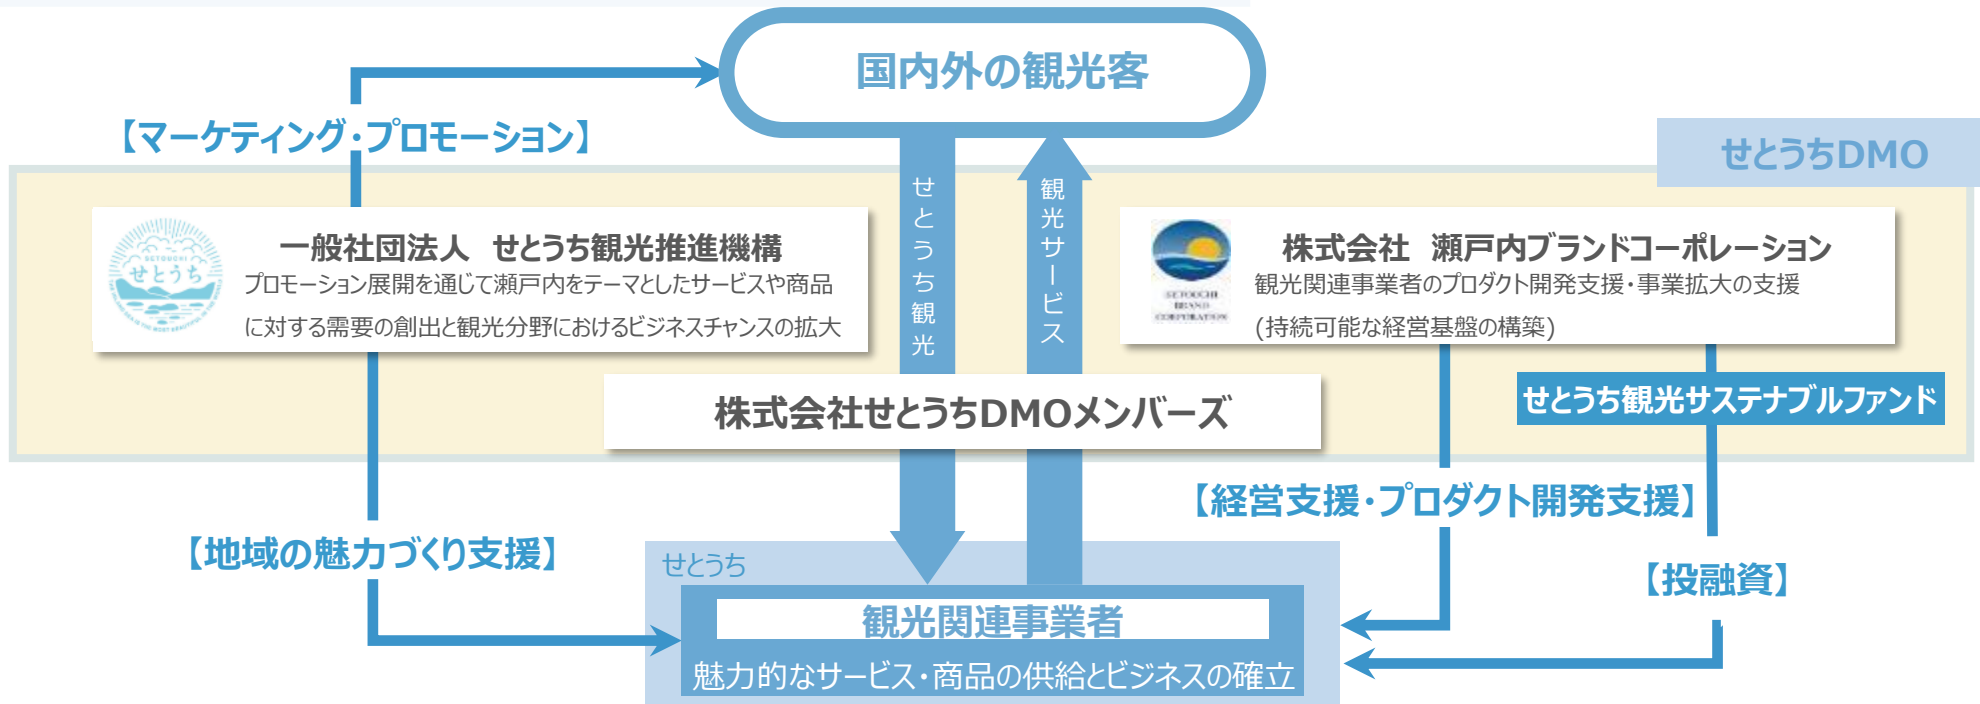 国内外の観光客
【マーケティング・プロモーション】
せとうちDMO
SETOUCHI
せとうち
一般社団法人 せとうち観光推進機構
プロモーション展開を通じて瀬戸内をテーマとしたサービスや商品
に対する需要の創出と観光分野におけるビジネスチャンスの拡大
せとうち観光
観光サービス
SETOUCHI
BRAND
CORPORATION
株式会社 瀬戸内ブランドコーポレーション
観光関連事業者のプロダクト開発支援・事業拡大の支援
(持続可能な経営基盤の構築)
株式会社せとうちDMOメンバーズ
せとうち観光サステナブルファンド
【経営支援・プロダクト開発支援】
【地域の魅力づくり支援】
【投融資】
せとうち
観光関連事業者
魅力的なサービス・商品の供給とビジネスの確立